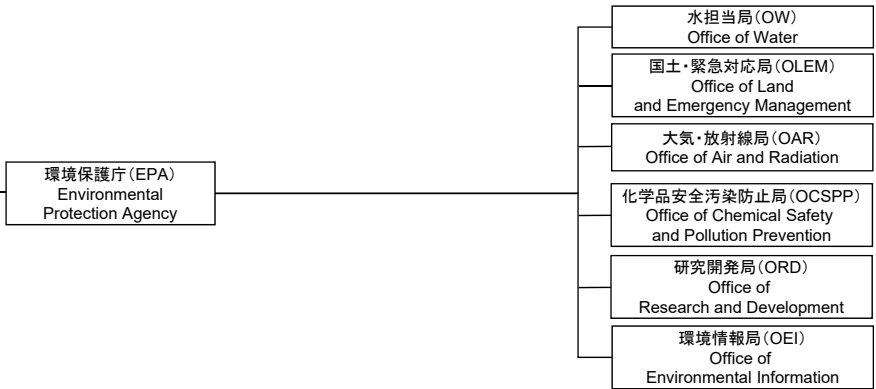 水担当局(OW)
Office of Water
国土・緊急対応局(OLEM)
Office of Land
and Emergency Management
大気・放射線局(OAR)
Office of Air and Radiation
環境保護庁(EPA)
Environmental
Protection Agency
化学品安全汚染防止局(OCSPP)
Office of Chemical Safety
and Pollution Prevention
研究開発局(ORD)
Office of
Research and Development
環境情報局(OEI)
Office of
Environmental Information